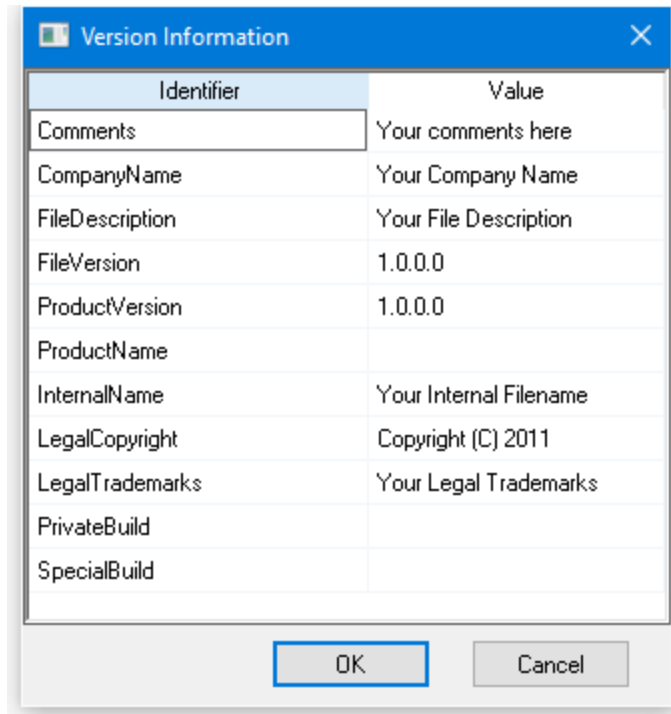 Version Information
Identifier Value
Comments Your comments here
CompanyName Your Company Name
FileDescription Your File Description
FileVersion 1.0.0.0
ProductVersion 1.0.0.0
ProductName
InternalName Your Internal Filename
LegalCopyright Copyright (C) 2011
LegalTrademarks Your Legal Trademarks
PrivateBuild
SpecialBuild
OK Cancel